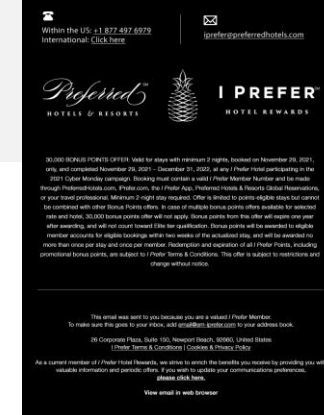 Within the US: +1 877 497 6979
International: Click here
iprefer@preferredhotels.com
Preferred
HOTELS & RESORTS
I PREFER™
HOTEL REWARDS
30,000 BONUS POINTS OFFER: Valid for stays with minimum 2 nights, booked on November 29, 2021,
only, and completed November 29, 2021 – December 31, 2022, at any I Prefer Hotel participating in the
2021 Cyber Monday campaign. Booking must contain a valid I Prefer Member Number and be made
through PreferredHotels.com, IPrefer.com, the I Prefer App, Preferred Hotels & Resorts Global Reservations,
or your travel professional. Minimum 2-night stay required. Offer is limited to points-eligible stays but cannot
be combined with other Bonus Points offers. In case of multiple bonus points offers available for selected
rate and hotel, 30,000 bonus points offer will not apply. Bonus points from this offer will expire one year
after awarding, and will not count toward Elite tier qualification. Bonus points will be awarded to eligible
member accounts for eligible bookings within two weeks of the actualized stay, and will be awarded no
more than once per stay and once per member. Redemption and expiration of all I Prefer Points, including
promotional bonus points, are subject to I Prefer Terms & Conditions. This offer is subject to restrictions and
change without notice.
This email was sent to you because you are a valued I Prefer Member.
To make sure this goes to your inbox, add email@em-iprefer.com to your address book.
26 Corporate Plaza, Suite 150, Newport Beach, 92660, United States
I Prefer Terms & Conditions | Cookies & Privacy Policy
As a current member of I Prefer Hotel Rewards, we strive to enrich the benefits you receive by providing you with
valuable information and periodic offers. If you wish to update your communications preferences,
please click here.
View email in web browser